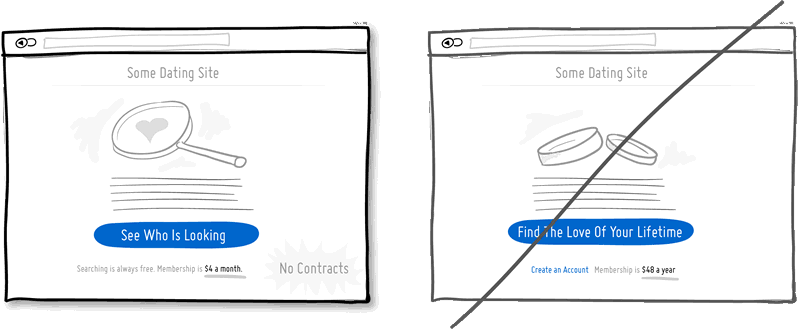 Some Dating Site
See Who Is Looking
Searching is always free. Membership is $4 a month.
No Contracts
Some Dating Site
Find The Love Of Your Lifetime
Create an Account Membership is $48 a year